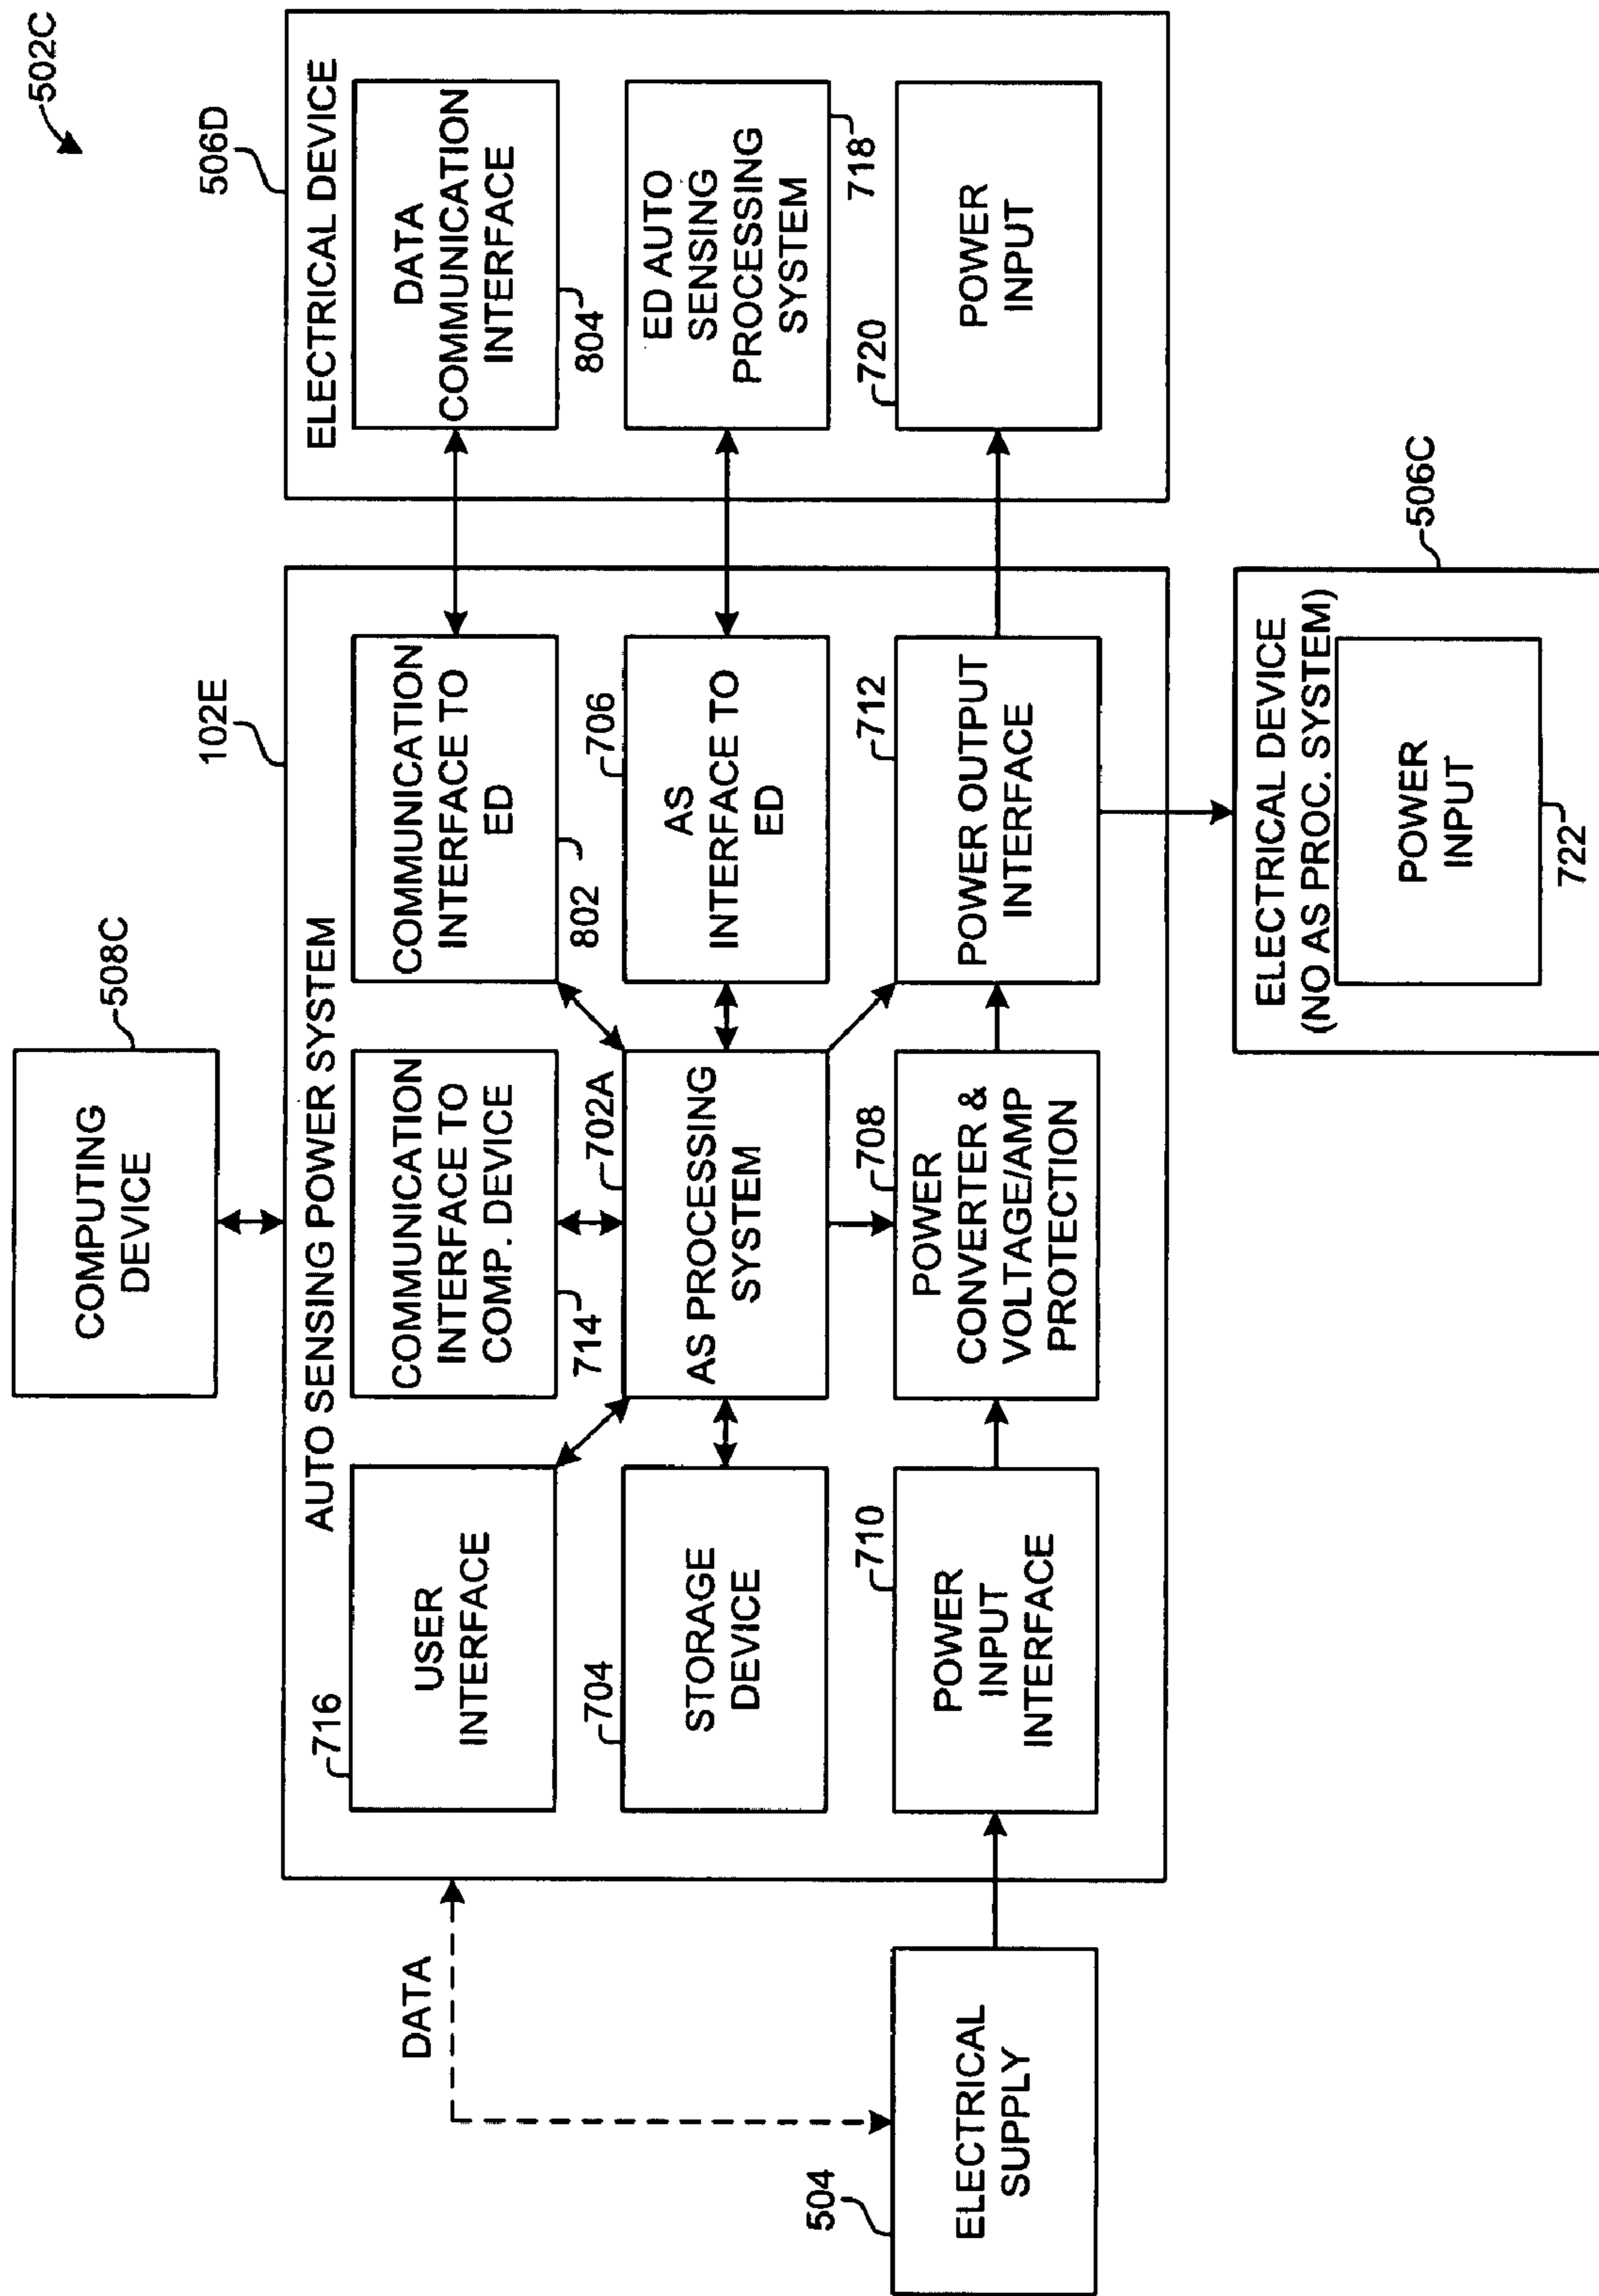 502C
508C
COMPUTING
DEVICE
102E
506D
AUTO SENSING POWER SYSTEM
ELECTRICAL DEVICE
DATA
716
USER
INTERFACE
COMMUNICATION
INTERFACE TO
COMP. DEVICE
714
COMMUNICATION
INTERFACE TO
ED
802
DATA
COMMUNICATION
INTERFACE
804
704
STORAGE
DEVICE
702A
AS PROCESSING
SYSTEM
706
AS
INTERFACE TO
ED
ED AUTO
SENSING
PROCESSING
SYSTEM
718
504
ELECTRICAL
SUPPLY
710
POWER
INPUT
INTERFACE
708
POWER
CONVERTER &
VOLTAGE/AMP
PROTECTION
712
POWER OUTPUT
INTERFACE
720
POWER
INPUT
506C
ELECTRICAL DEVICE
(NO AS PROC. SYSTEM)
POWER
INPUT
722